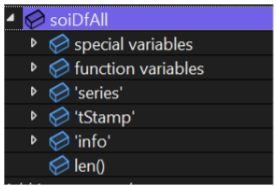 soiDfAll
special variables
function variables
'series'
'tStamp'
'info'
len()